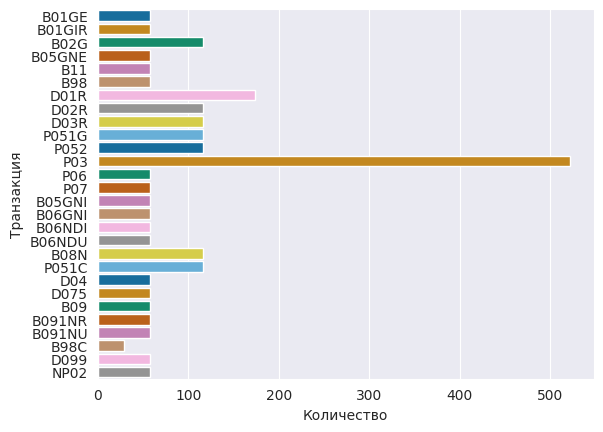 B01GE
B01GIR
B02G
B05GNE
B11
B98
D01R
D02R
D03R
P051G
P052
P03
P06
P07
B05GNI
B06GNI
B06NDI
B06NDU
B08N
P051C
D04
D075
B09
B091NR
B091NU
B98C
D099
NP02
Транзакция
0 100 200 300 400 500
Количество